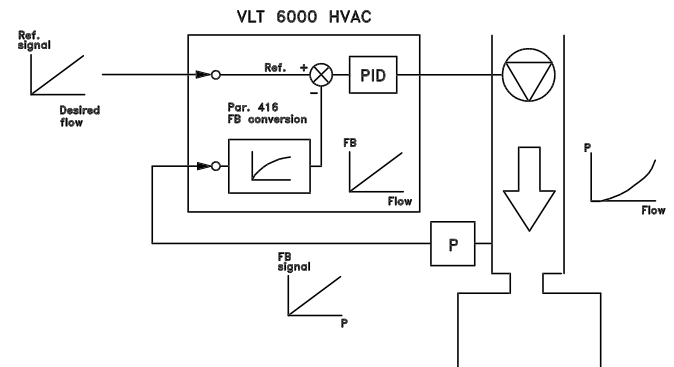 VLT 6000 HVAC
Ref.
signal
Desired
flow
Ref.
+
−
PID
Par. 416
FB conversion
FB
Flow
P
Flow
P
FB
signal
P